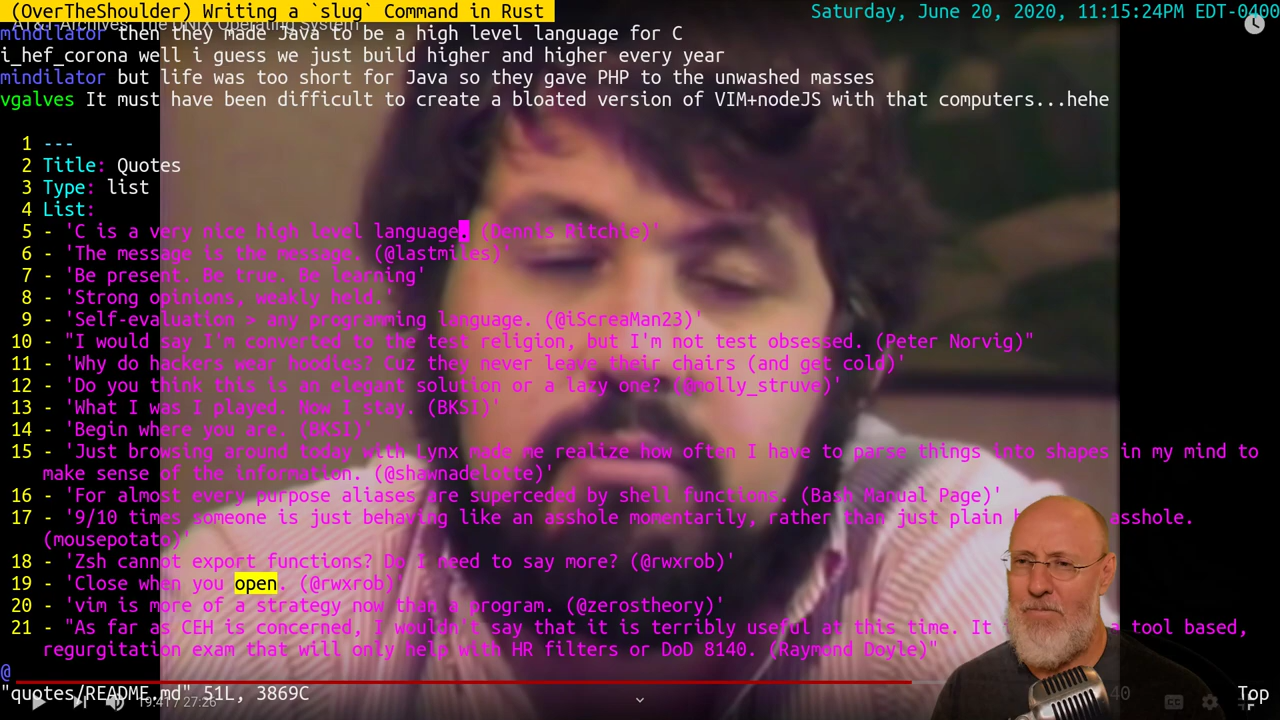 (OverTheShoulder) Writing a `slug` Command in Rust
Saturday, June 20, 2020, 11:15:24PM EDT-0400
AT&T Archives: The UNIX Operating System
mindilator then they made Java to be a high level language for C
i_hef_corona well i guess we just build higher and higher every year
mindilator but life was too short for Java so they gave PHP to the unwashed masses
vgalves It must have been difficult to create a bloated version of VIM+nodeJS with that computers...hehe
1 ---
2 Title: Quotes
3 Type: list
4 List:
5 - 'C is a very nice high level language. (Dennis Ritchie)'
6 - 'The message is the message. (@lastmiles)'
7 - 'Be present. Be true. Be learning'
8 - 'Strong opinions, weakly held.'
9 - 'Self-evaluation > any programming language. (@iScreaMan23)'
10 - "I would say I'm converted to the test religion, but I'm not test obsessed. (Peter Norvig)"
11 - 'Why do hackers wear hoodies? Cuz they never leave their chairs (and get cold)'
12 - 'Do you think this is an elegant solution or a lazy one? (@molly_struve)'
13 - 'What I was I played. Now I stay. (BKSI)'
14 - 'Begin where you are. (BKSI)'
15 - 'Just browsing around today with Lynx made me realize how often I have to parse things into shapes in my mind to
make sense of the information. (@shawnadelotte)'
16 - 'For almost every purpose aliases are superceded by shell functions. (Bash Manual Page)'
17 - '9/10 times someone is just behaving like an asshole momentarily, rather than just plain asshole.
(mousepotato)'
18 - 'Zsh cannot export functions? Do I need to say more? (@rwxrob)'
19 - 'Close when you open. (@rwxrob)'
20 - 'vim is more of a strategy now than a program. (@zerostheory)'
21 - "As far as CEH is concerned, I wouldn't say that it is terribly useful at this time. It a tool based,
regurgitation exam that will only help with HR filters or DoD 8140. (Raymond Doyle)"
@
"quotes/README.md" 51L, 3869C
Top
19:41 / 27:26